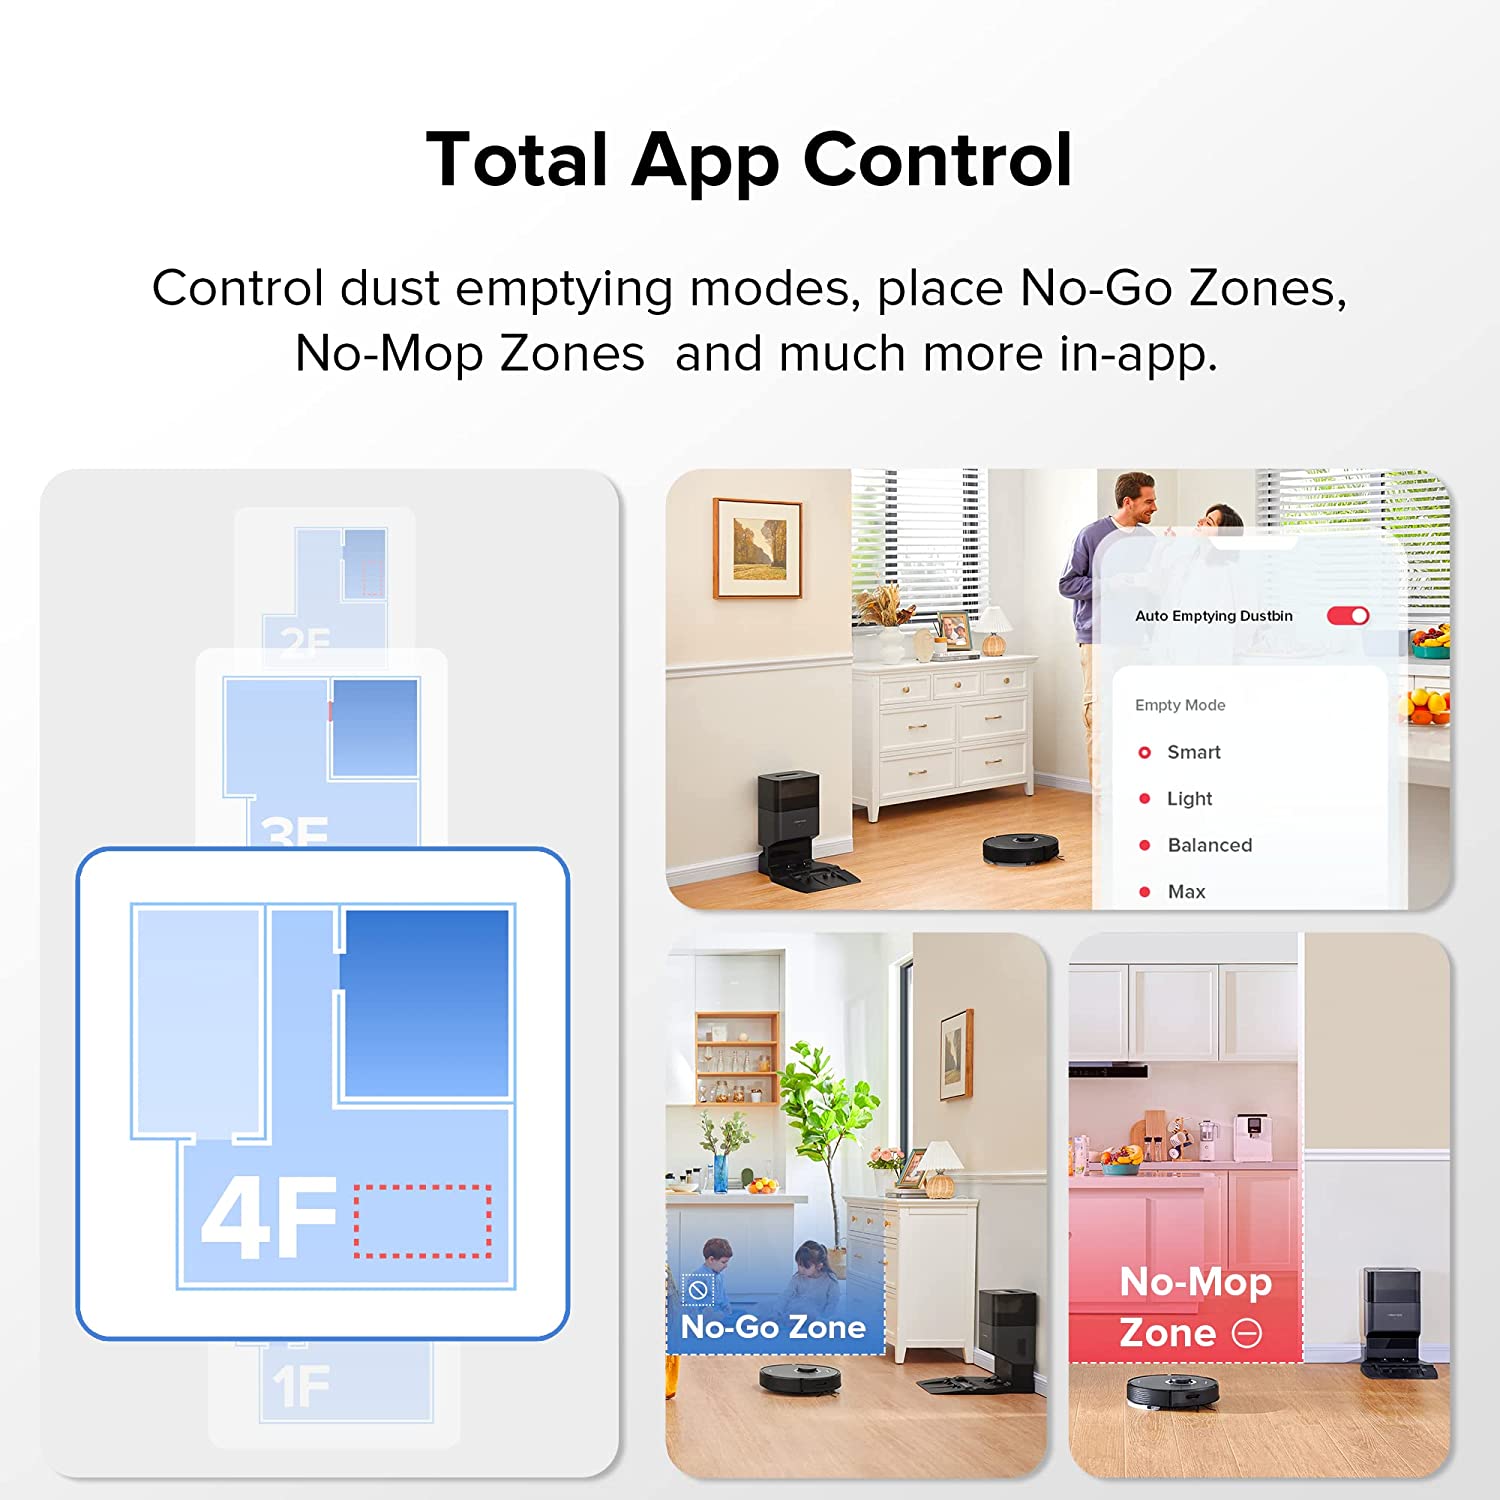 Total App Control
Control dust emptying modes, place No-Go Zones,
No-Mop Zones and much more in-app.
2F
3F
4F
1F
Auto Emptying Dustbin
Empty Mode
Smart
Light
Balanced
Max
No-Go Zone
No-Mop
Zone